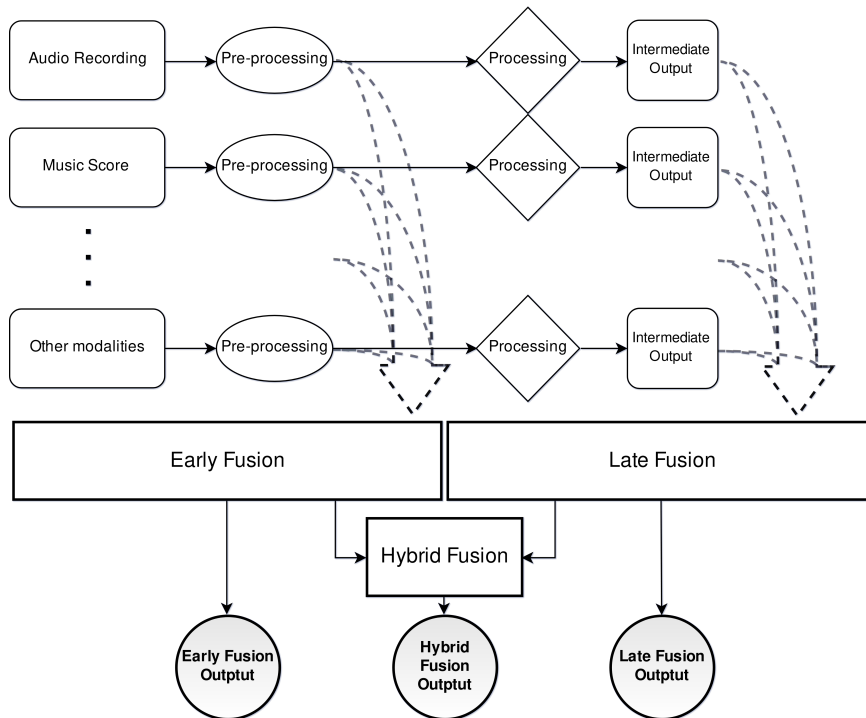 Audio Recording
Pre-processing
Processing
Intermediate
Output
Music Score
Pre-processing
Processing
Intermediate
Output
Other modalities
Pre-processing
Processing
Intermediate
Output
Early Fusion
Late Fusion
Hybrid Fusion
Early Fusion
Outptut
Hybrid
Fusion
Outptut
Late Fusion
Outptut